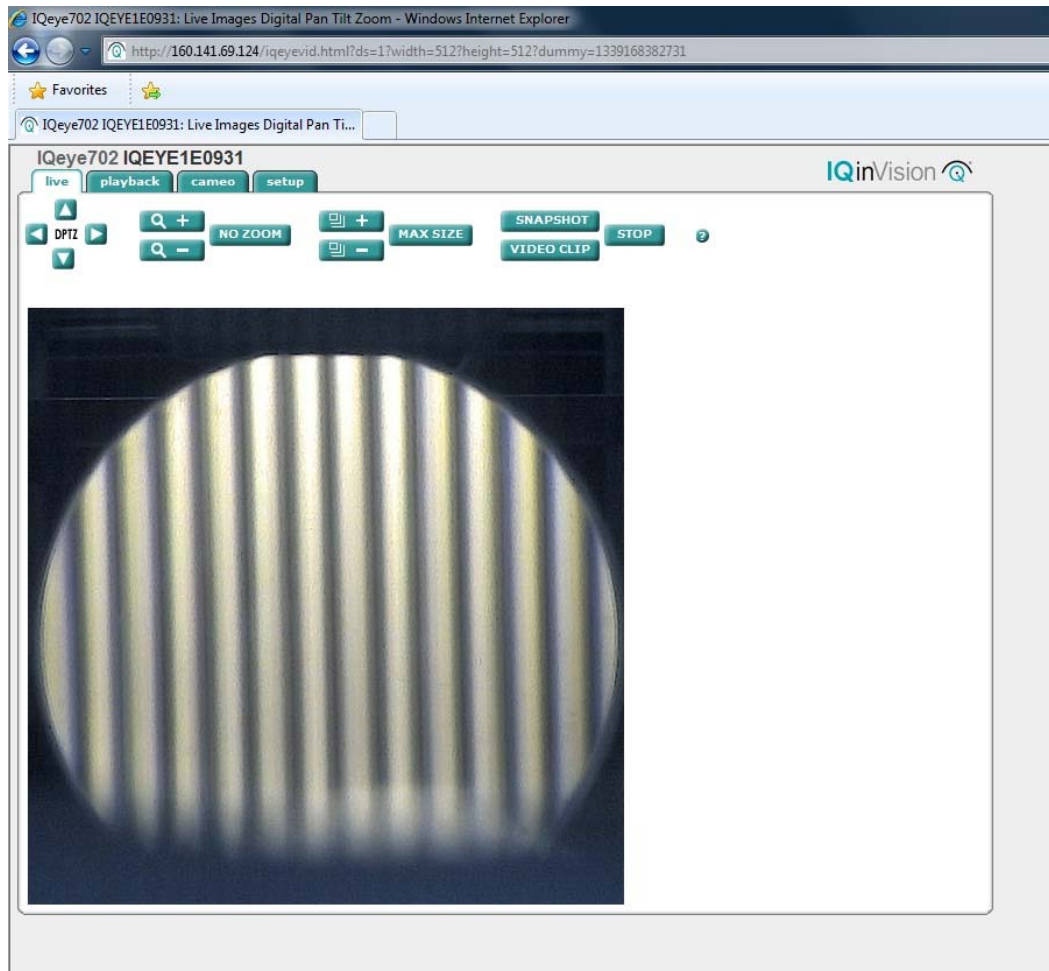 IQeye702 IQEYE1E0931: Live Images Digital Pan Tilt Zoom - Windows Internet Explorer
http://160.141.69.124/iqeyevid.html?ds=1?width=512?height=512?dummy=1339168382731
Favorites
IQeye702 IQEYE1E0931: Live Images Digital Pan Ti...
IQeye702 IQEYE1E0931
IQinVision
live playback cameo setup
DPTZ
NO ZOOM
MAX SIZE
SNAPSHOT
VIDEO CLIP
STOP
?